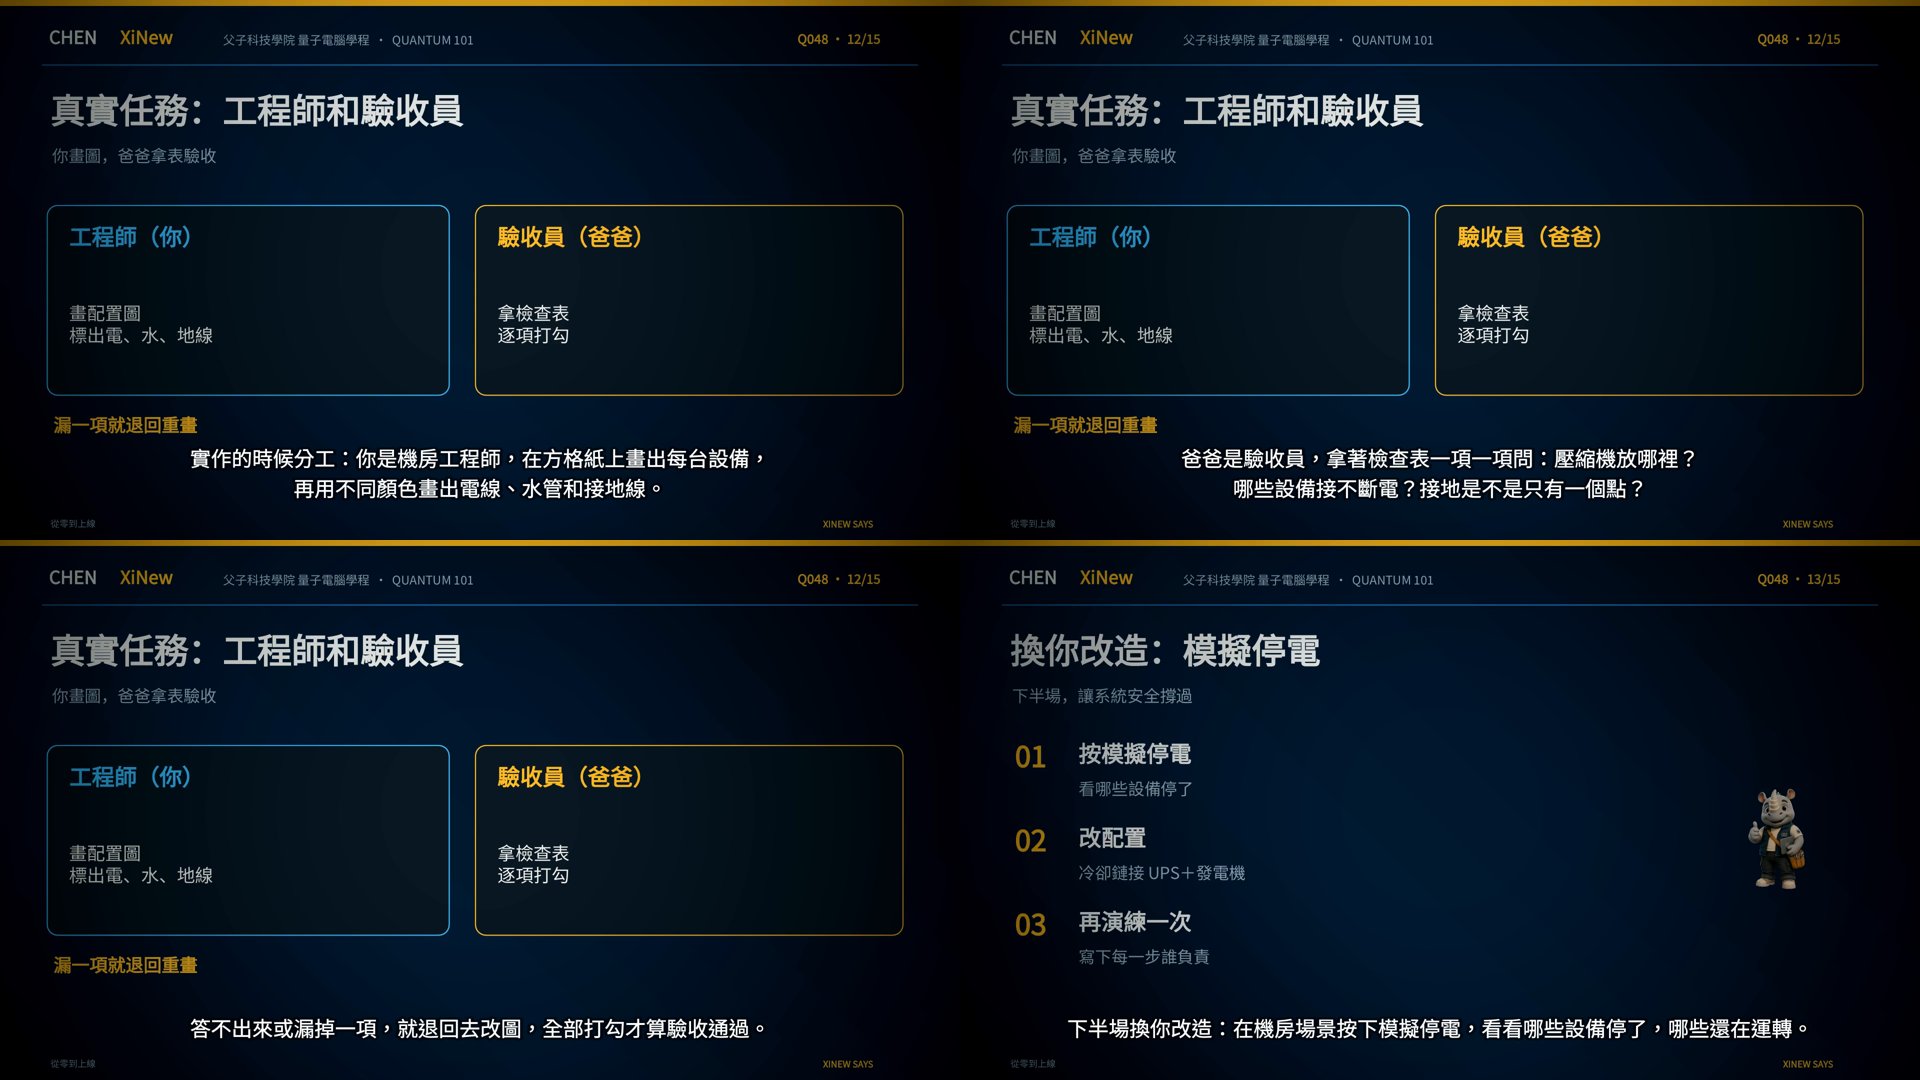 CHEN XiNew 父子科技學院 量子電腦學程 · QUANTUM 101 Q048 · 12/15
真實任務：工程師和驗收員
你畫圖，爸爸拿表驗收
工程師（你）
畫配置圖
標出電、水、地線
驗收員（爸爸）
拿檢查表
逐項打勾
漏一項就退回重畫
實作的時候分工：你是機房工程師，在方格紙上畫出每台設備，
再用不同顏色畫出電線、水管和接地線。
從零到上線 XINEW SAYS
CHEN XiNew 父子科技學院 量子電腦學程 · QUANTUM 101 Q048 · 12/15
真實任務：工程師和驗收員
你畫圖，爸爸拿表驗收
工程師（你）
畫配置圖
標出電、水、地線
驗收員（爸爸）
拿檢查表
逐項打勾
漏一項就退回重畫
爸爸是驗收員，拿著檢查表一項一項問：壓縮機放哪裡？
哪些設備接不斷電？接地是不是只有一個點？
從零到上線 XINEW SAYS
CHEN XiNew 父子科技學院 量子電腦學程 · QUANTUM 101 Q048 · 12/15
真實任務：工程師和驗收員
你畫圖，爸爸拿表驗收
工程師（你）
畫配置圖
標出電、水、地線
驗收員（爸爸）
拿檢查表
逐項打勾
漏一項就退回重畫
答不出來或漏掉一項，就退回去改圖，全部打勾才算驗收通過。
從零到上線 XINEW SAYS
CHEN XiNew 父子科技學院 量子電腦學程 · QUANTUM 101 Q048 · 13/15
換你改造：模擬停電
下半場，讓系統安全撐過
01 按模擬停電
看哪些設備停了
02 改配置
冷卻鏈接 UPS＋發電機
03 再演練一次
寫下每一步誰負責
下半場換你改造：在機房場景按下模擬停電，看看哪些設備停了，哪些還在運轉。
從零到上線 XINEW SAYS